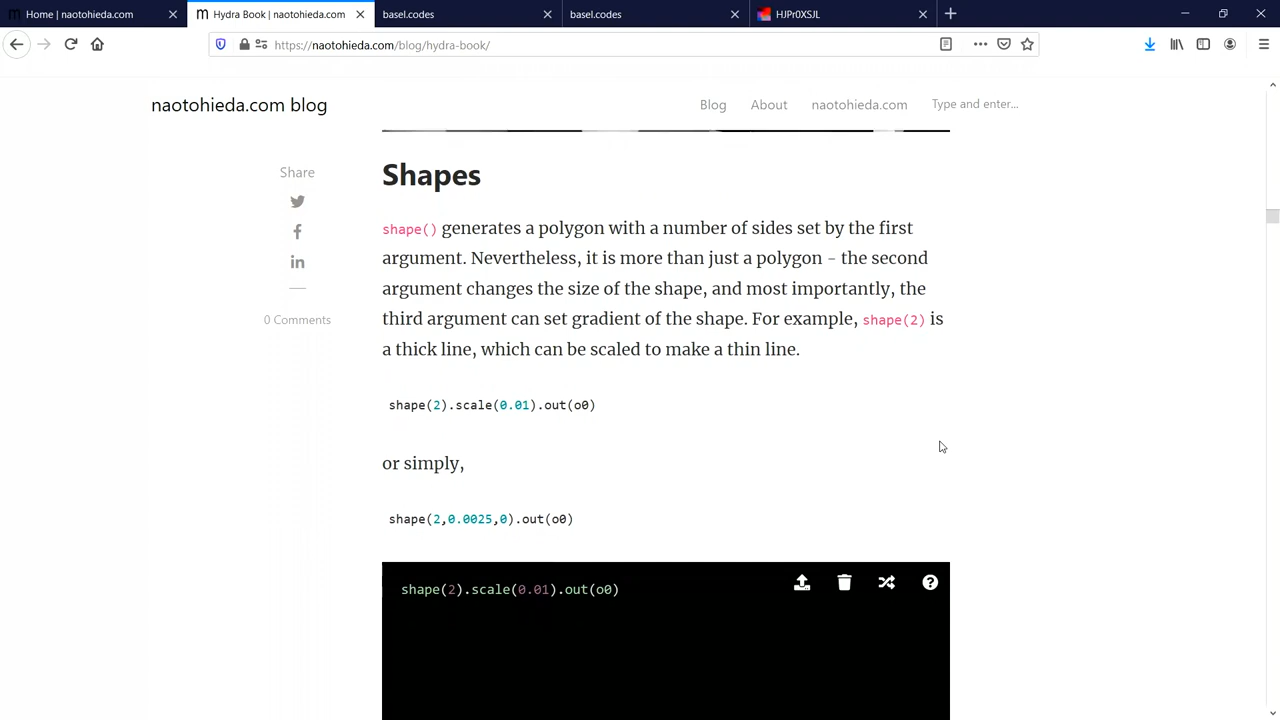 Home | naotohieda.com
Hydra Book | naotohieda.com
basel.codes
basel.codes
HJPr0XSJL
https://naotohieda.com/blog/hydra-book/
naotohieda.com blog
Blog
About
naotohieda.com
Type and enter...
Share
0 Comments
Shapes
shape() generates a polygon with a number of sides set by the first
argument. Nevertheless, it is more than just a polygon - the second
argument changes the size of the shape, and most importantly, the
third argument can set gradient of the shape. For example, shape(2) is
a thick line, which can be scaled to make a thin line.
shape(2).scale(0.01).out(o0)
or simply,
shape(2,0.0025,0).out(o0)
shape(2).scale(0.01).out(o0)